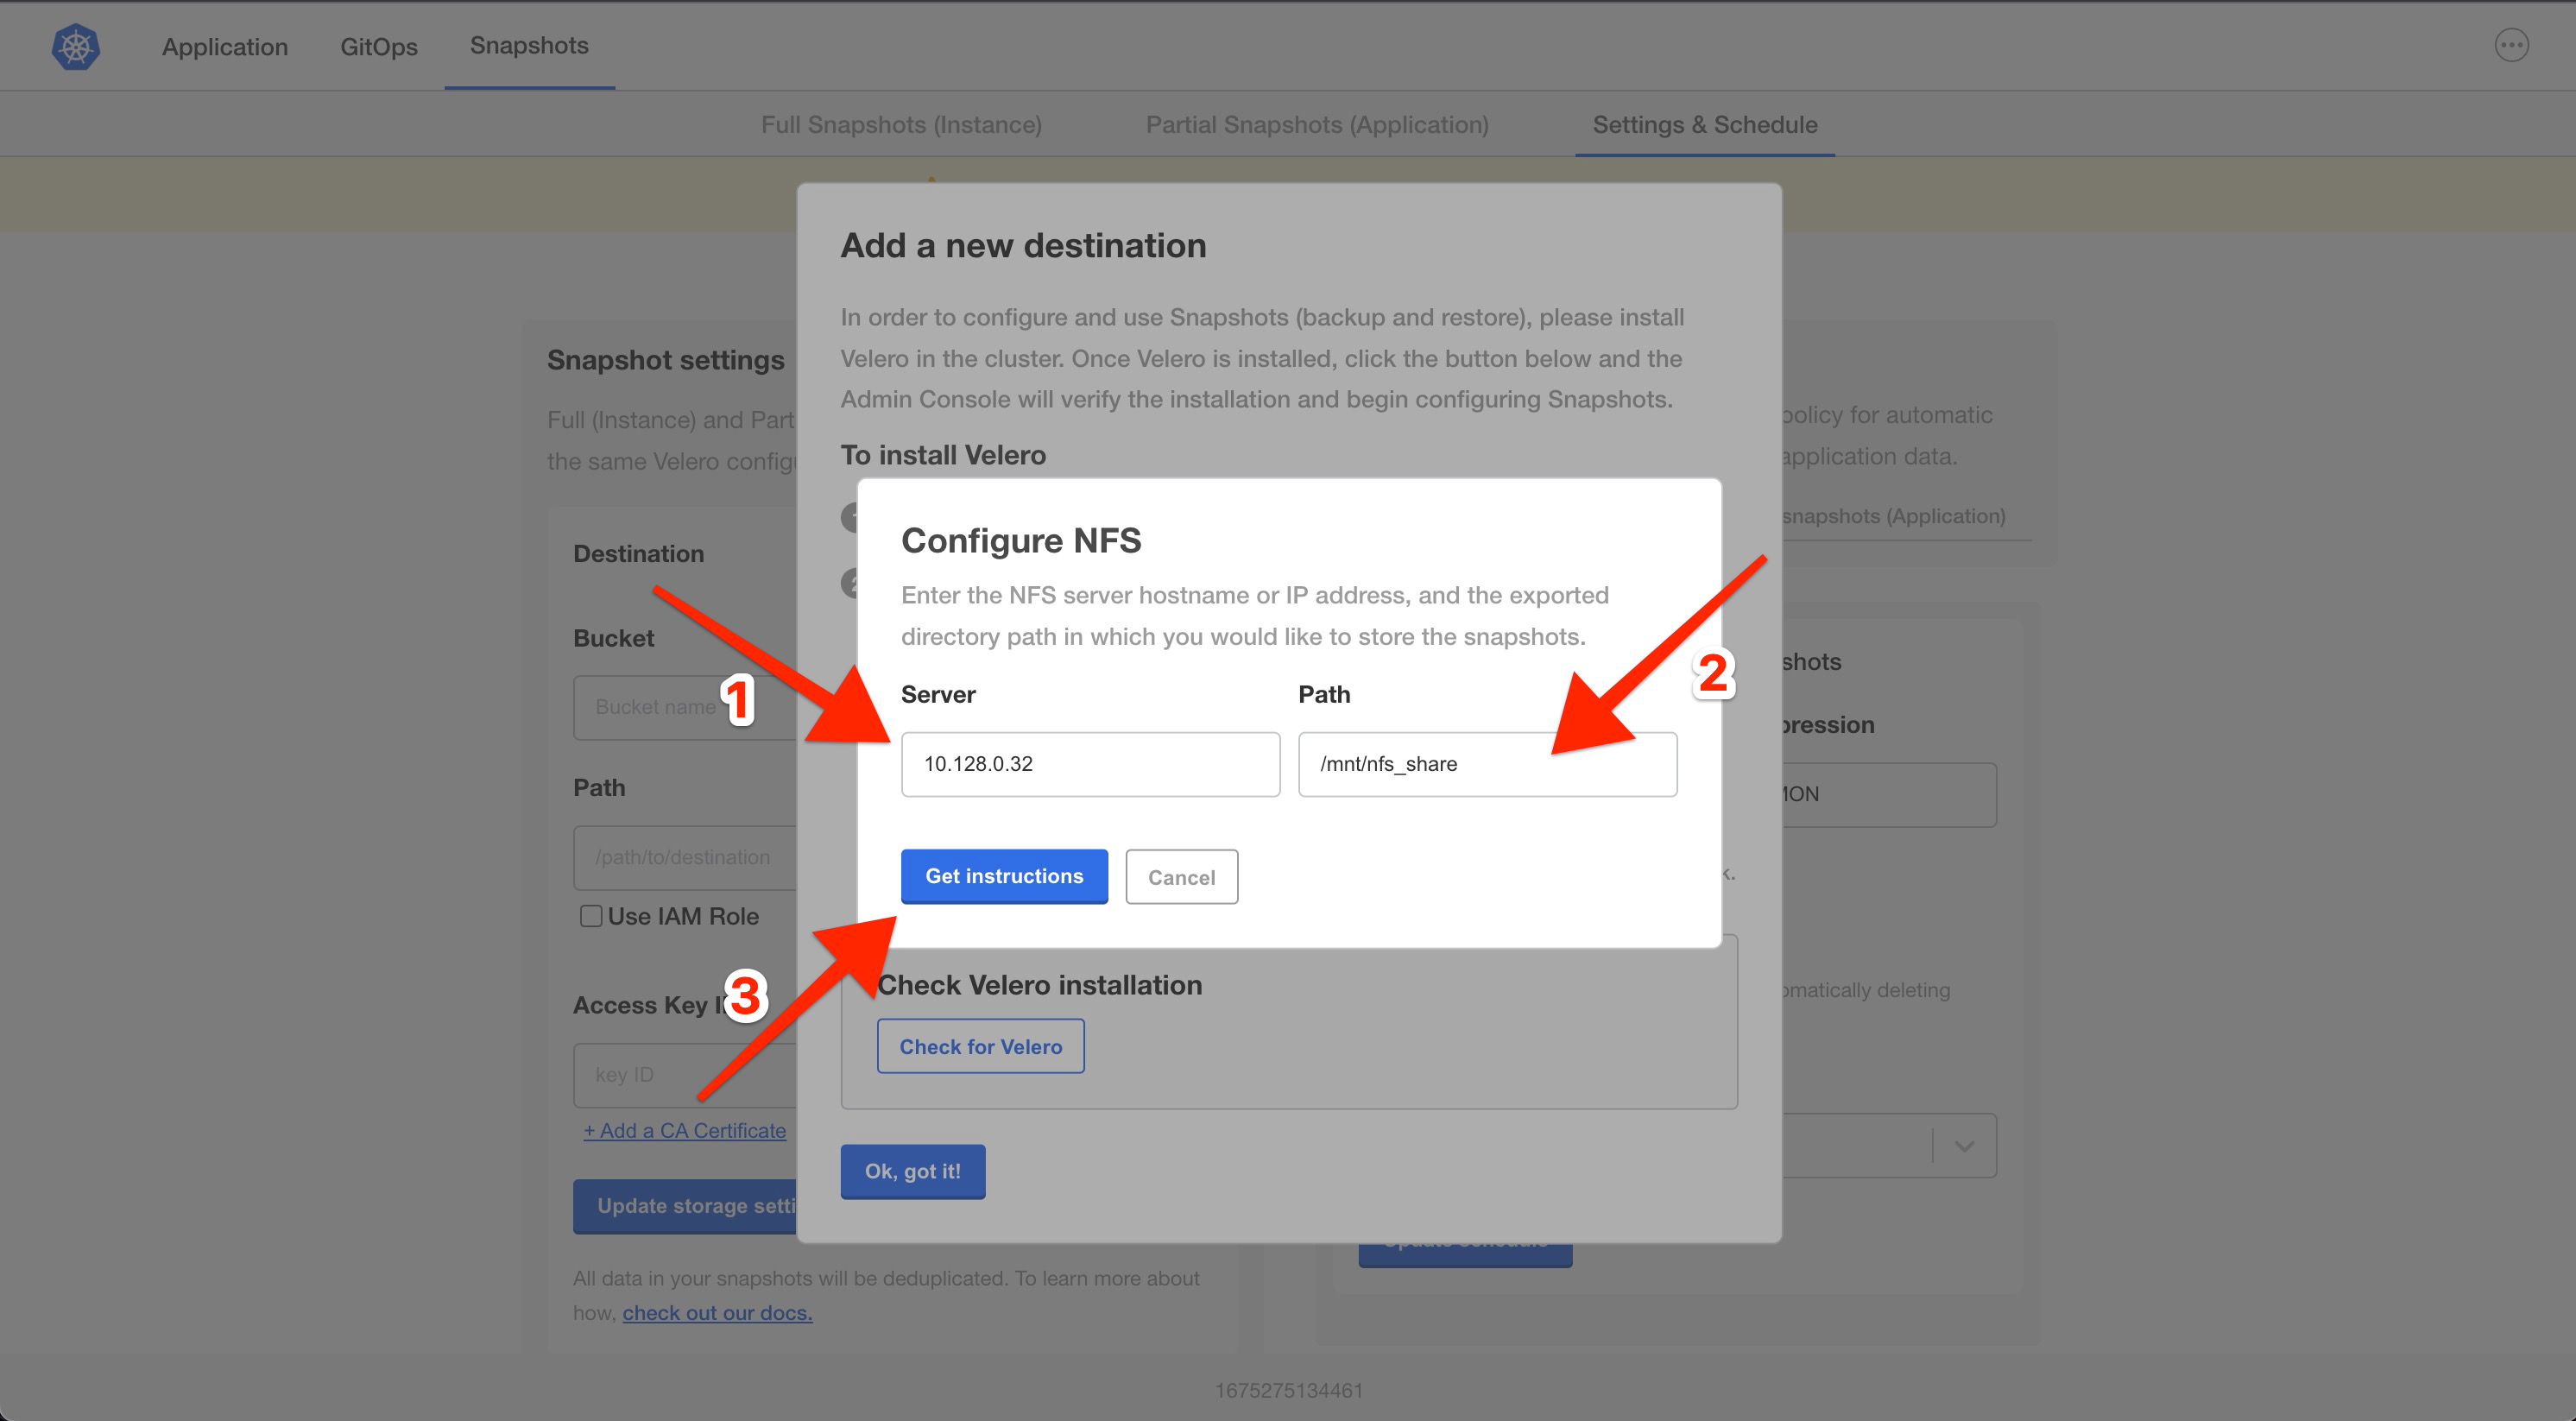 Application
GitOps
Snapshots
Full Snapshots (Instance)
Partial Snapshots (Application)
Settings & Schedule
Add a new destination
In order to configure and use Snapshots (backup and restore), please install
Velero in the cluster. Once Velero is installed, click the button below and the
Admin Console will verify the installation and begin configuring Snapshots.
To install Velero
Snapshot settings
Full (Instance) and Part
the same Velero configu
policy for automatic
application data.
snapshots (Application)
Destination
Bucket
Bucket name
Path
/path/to/destination
Use IAM Role
Access Key
key ID
+ Add a CA Certificate
Update storage setti
All data in your snapshots will be deduplicated. To learn more about
how, check out our docs.
Configure NFS
Enter the NFS server hostname or IP address, and the exported
directory path in which you would like to store the snapshots.
Server
Path
10.128.0.32
/mnt/nfs_share
Get instructions
Cancel
1
2
3
Check Velero installation
Check for Velero
Ok, got it!
shots
pression
MON
k.
omatically deleting
Update schedule
1675275134461